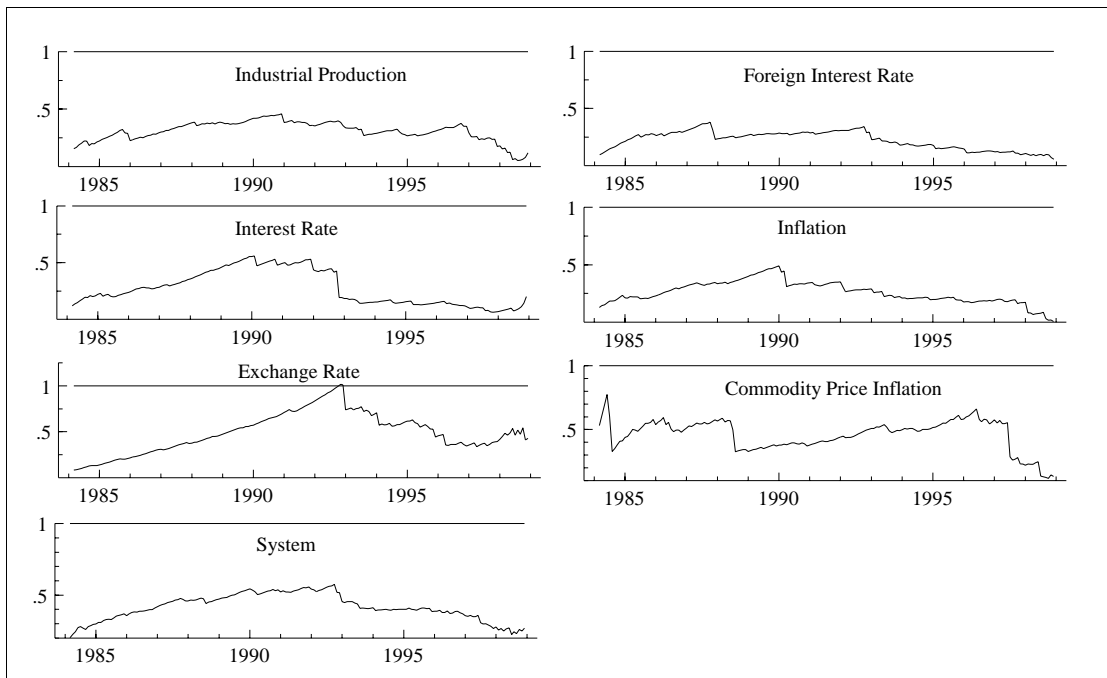 1
Industrial Production
.5
1985 1990 1995
1
Foreign Interest Rate
.5
1985 1990 1995
1
Interest Rate
.5
1985 1990 1995
1
Inflation
.5
1985 1990 1995
Exchange Rate
1
.5
1985 1990 1995
1
Commodity Price Inflation
.5
1985 1990 1995
1
System
.5
1985 1990 1995